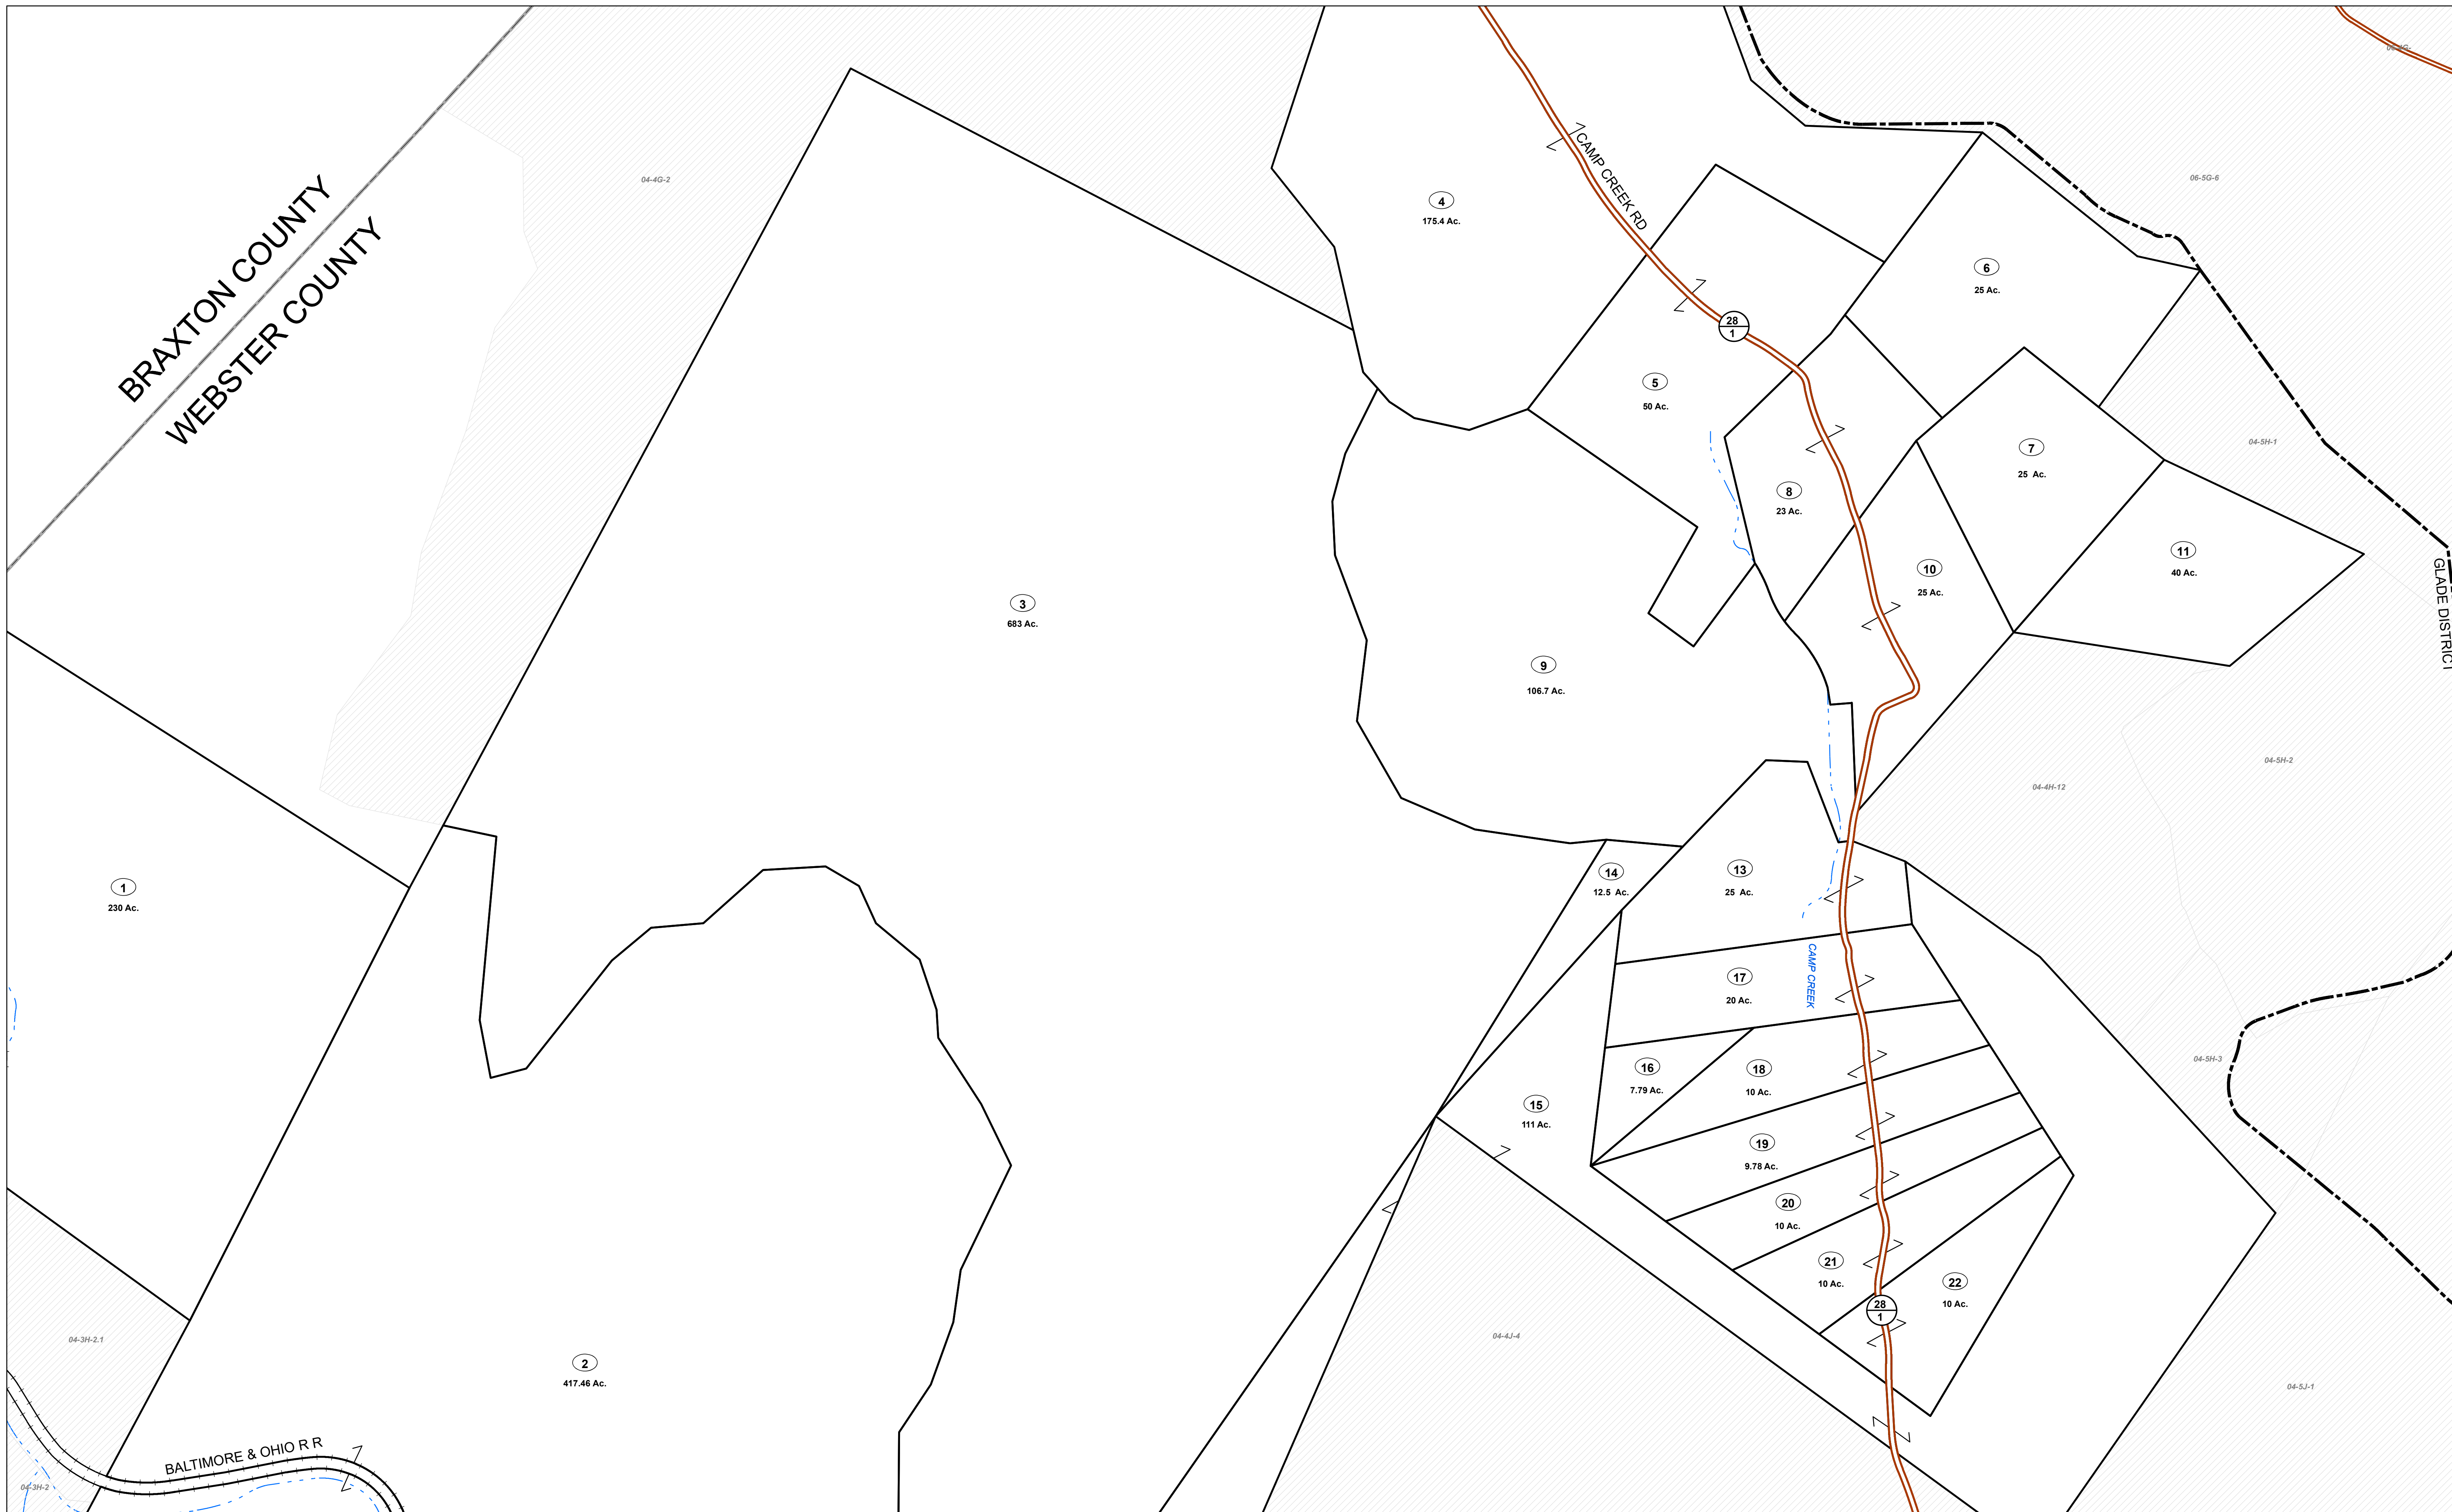 BRAXTON COUNTY
WEBSTER COUNTY
04-4G-2
4
175.4 Ac.
CAMP CREEK RD
06-5G-6
6
25 Ac.
28
1
5
50 Ac.
7
25 Ac.
04-5H-1
8
23 Ac.
11
40 Ac.
10
25 Ac.
GLADE DISTRICT
3
683 Ac.
9
106.7 Ac.
04-5H-2
04-4H-12
1
230 Ac.
14
12.5 Ac.
13
25 Ac.
17
20 Ac.
CAMP CREEK
16
7.79 Ac.
18
10 Ac.
04-5H-3
15
111 Ac.
19
9.78 Ac.
20
10 Ac.
21
10 Ac.
22
10 Ac.
28
1
04-3H-2.1
04-4J-4
2
417.46 Ac.
04-5J-1
BALTIMORE & OHIO R R
04-3H-2